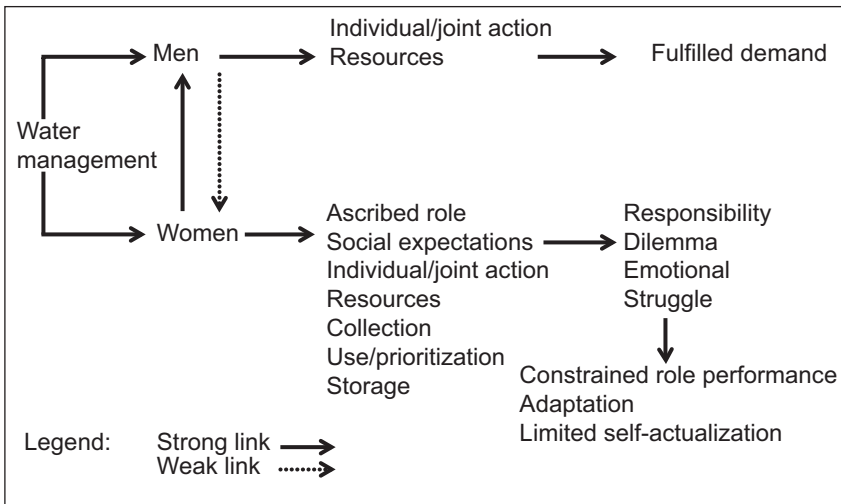 Individual/joint action
Men
Resources
Fulfilled demand
Water
management
Women
Ascribed role
Social expectations
Individual/joint action
Resources
Collection
Use/prioritization
Storage
Responsibility
Dilemma
Emotional
Struggle
Constrained role performance
Adaptation
Limited self-actualization
Legend:
Strong link
Weak link